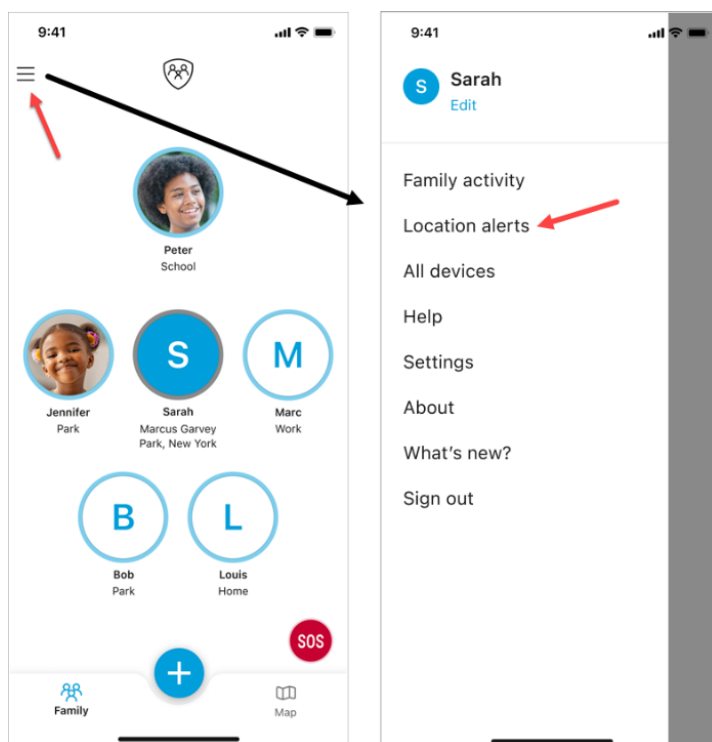 9:41
Peter
School
Jennifer
Park
S
Sarah
Marcus Garvey
Park, New York
M
Marc
Work
B
Bob
Park
L
Louis
Home
SOS
+
Family
Map
9:41
S
Sarah
Edit
Family activity
Location alerts
All devices
Help
Settings
About
What's new?
Sign out